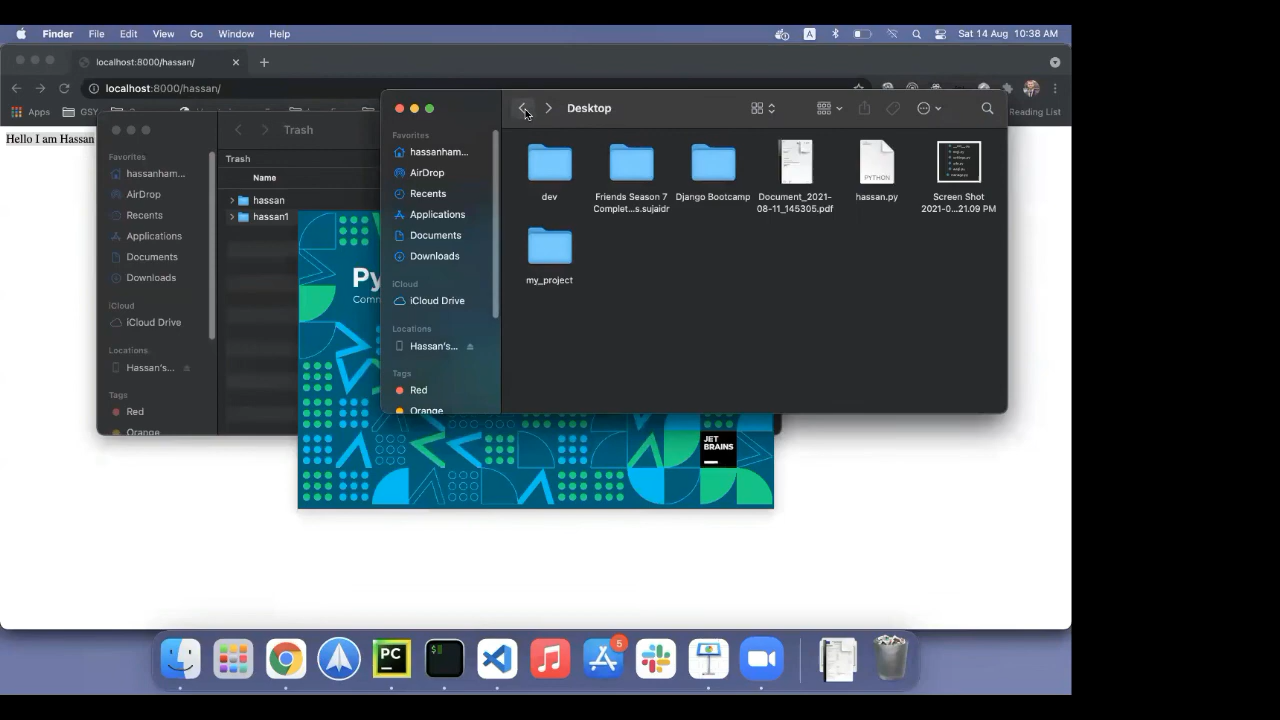 Finder File Edit View Go Window Help A Sat 14 Aug 10:38 AM
localhost:8000/hassan/
localhost:8000/hassan/
Apps GSY Reading List
Hello I am Hassan
Trash
Favorites
hassanham...
AirDrop
Recents
Applications
Documents
Downloads
iCloud
iCloud Drive
Locations
Hassan's...
Tags
Red
Orange
Trash
Name
hassan
hassan1
Py
Comm
JET
BRAINS
Desktop
Favorites
hassanham...
AirDrop
Recents
Applications
Documents
Downloads
iCloud
iCloud Drive
Locations
Hassan's...
Tags
Red
Orange
dev
Friends Season 7
Complet...s.sujaidr
Django Bootcamp
Document_2021-
08-11_145305.pdf
PYTHON
hassan.py
Screen Shot
2021-0...21.09 PM
my_project
PC
$
5